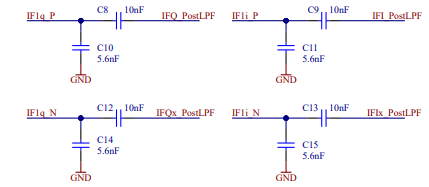 C8 10nF
IF1q_P IFQ_PostLPF
C10
5.6nF
GND
C9 10nF
IF1i_P IFI_PostLPF
C11
5.6nF
GND
C12 10nF
IF1q_N IFQx_PostLPF
C14
5.6nF
GND
C13 10nF
IF1i_N IFIx_PostLPF
C15
5.6nF
GND